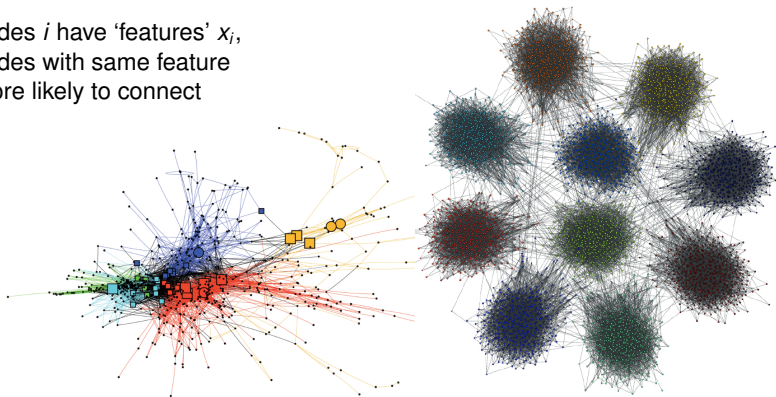 des i have ‘features’ xᵢ,
des with same feature
ore likely to connect